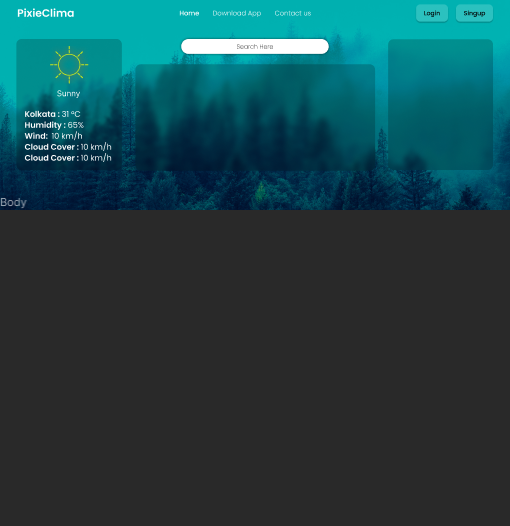 PixieClima
Home Download App Contact us
Login Singup
Search Here
Sunny
Kolkata : 31 °C
Humidity : 65%
Wind: 10 km/h
Cloud Cover : 10 km/h
Cloud Cover : 10 km/h
Body